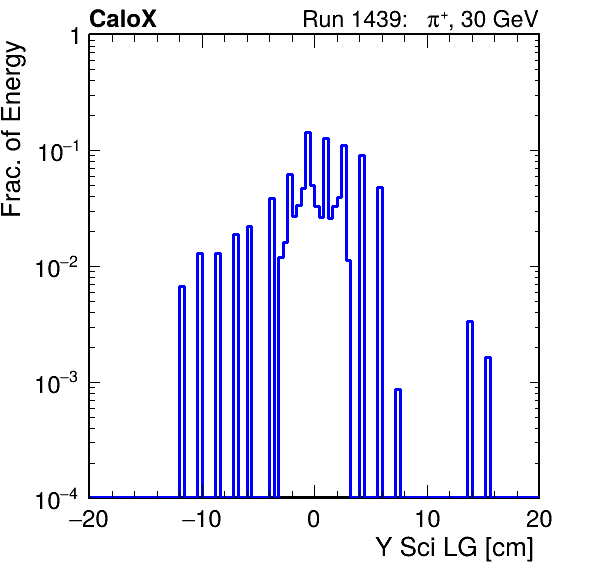 CaloX Run 1439: π⁺, 30 GeV
Frac. of Energy
1
10⁻¹
10⁻²
10⁻³
10⁻⁴
−20 −10 0 10 20
Y Sci LG [cm]